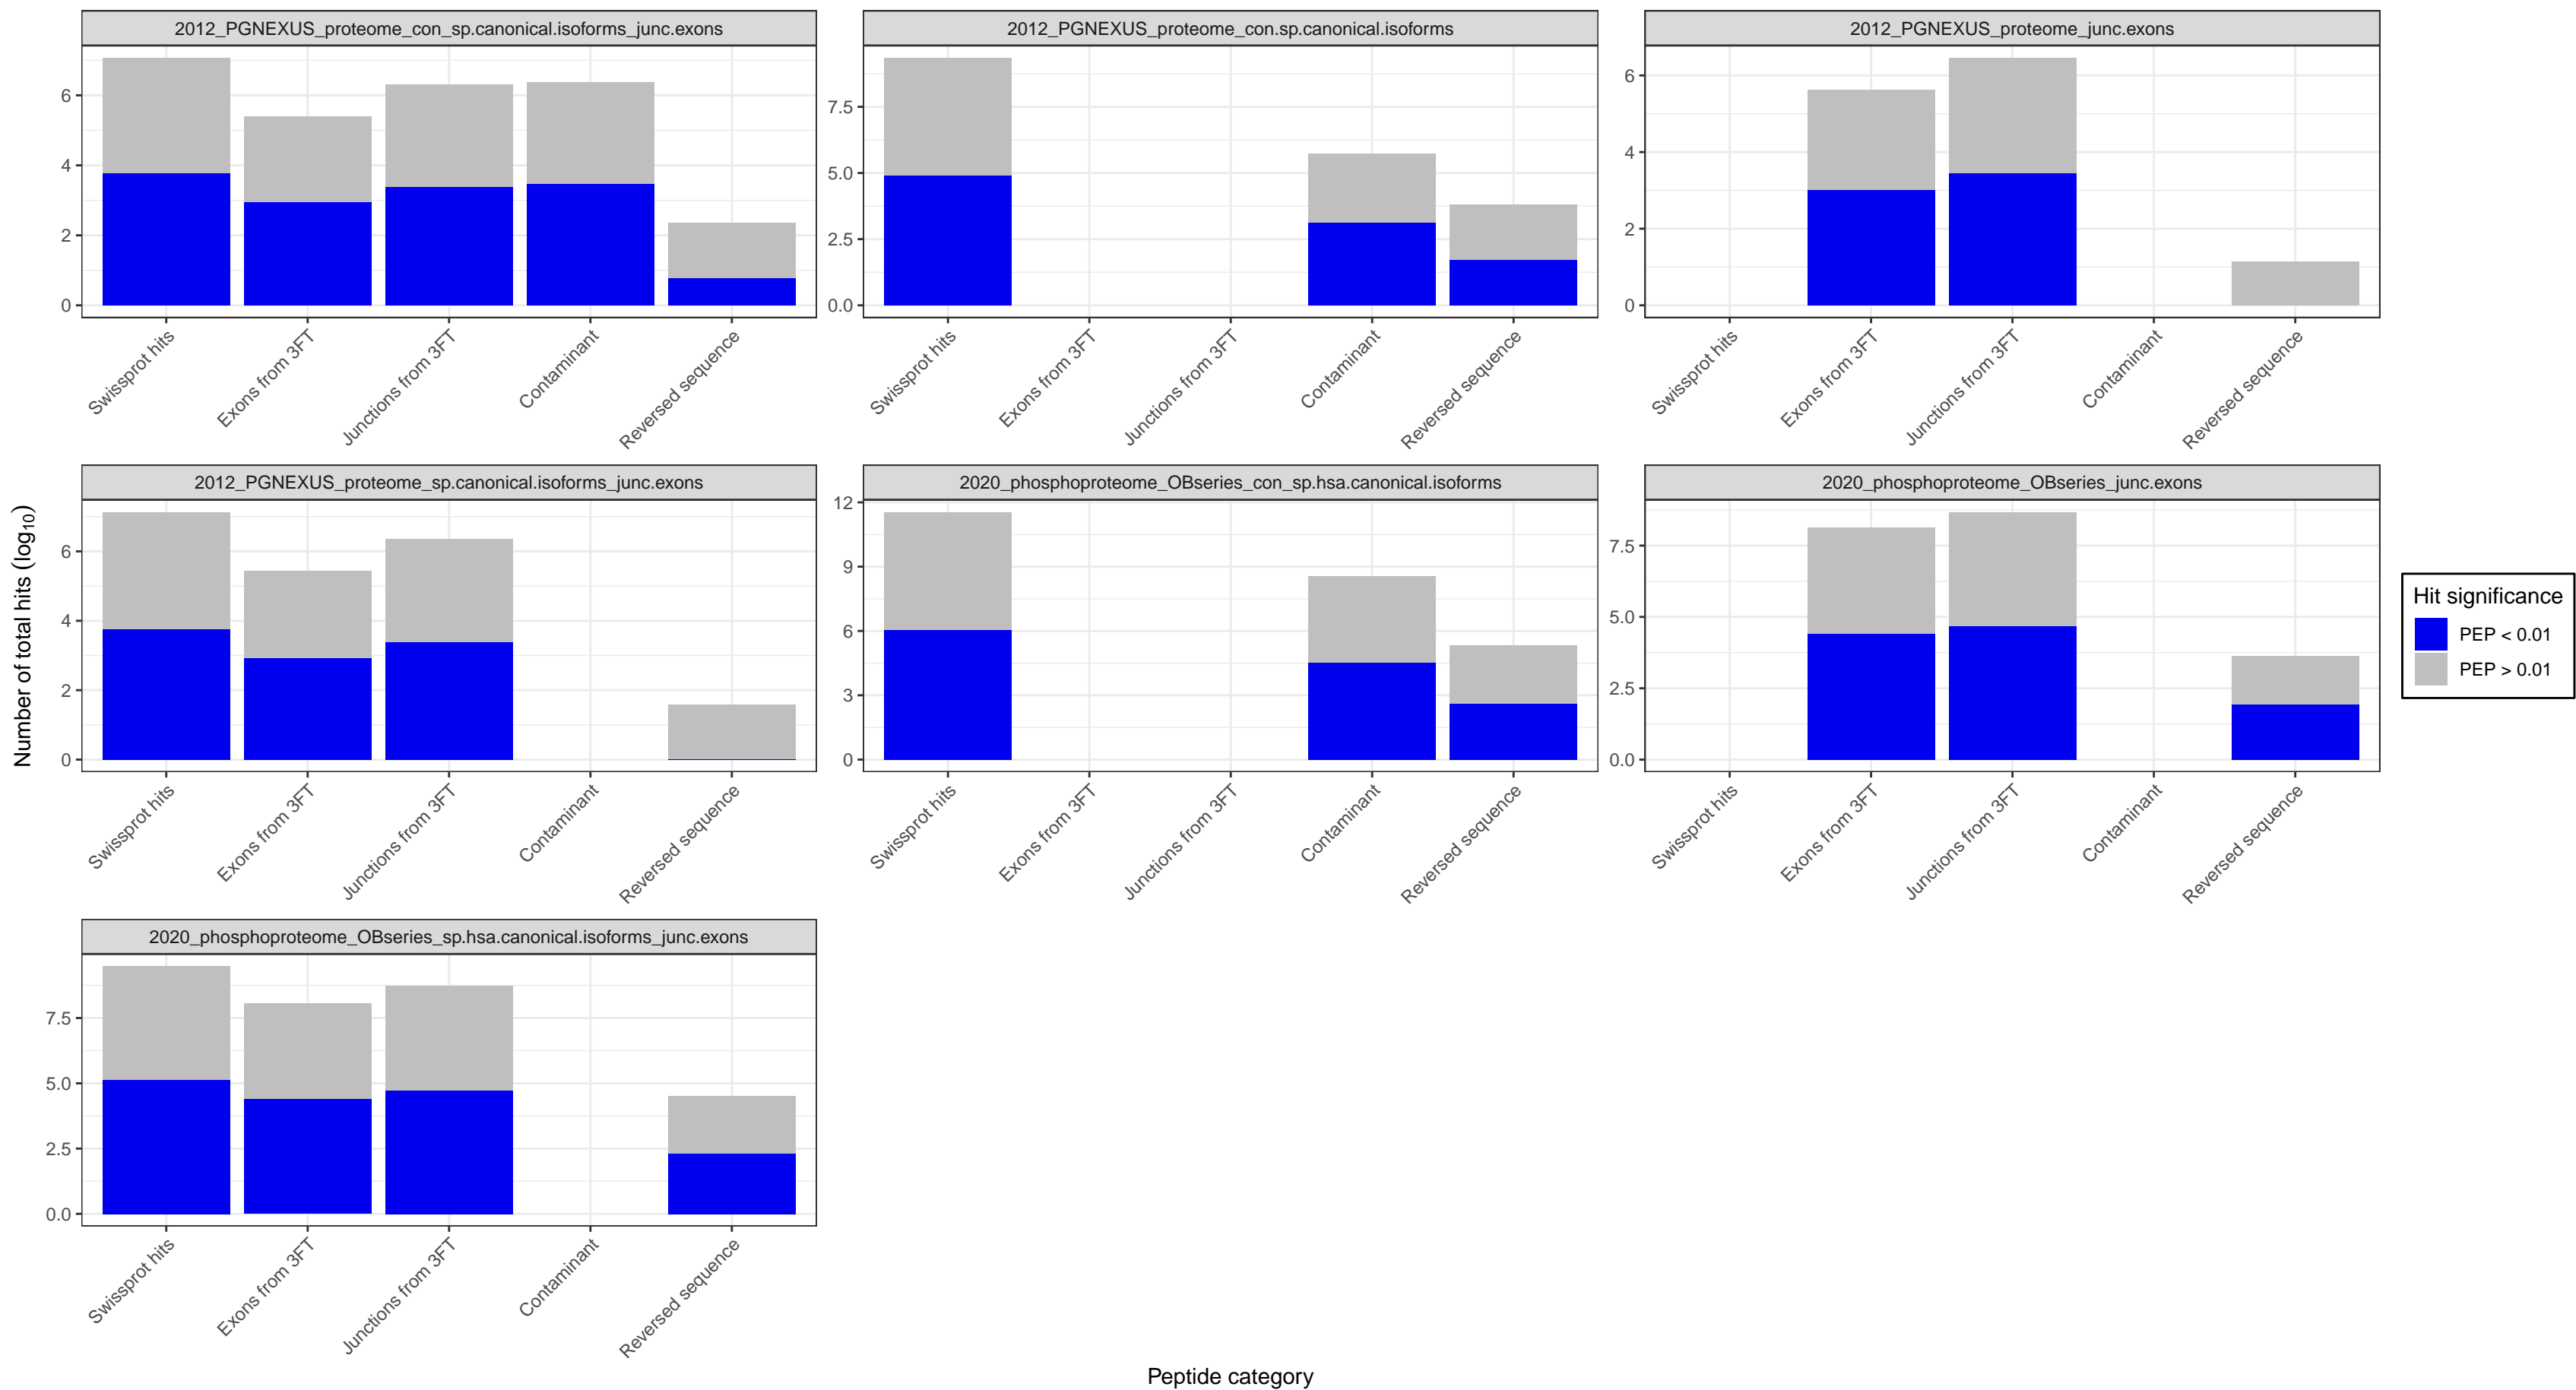 2012_PGNEXUS_proteome_con_sp.canonical.isoforms_junc.exons
2012_PGNEXUS_proteome_con.sp.canonical.isoforms
2012_PGNEXUS_proteome_junc.exons
6
4
2
0
7.5
5.0
2.5
0.0
6
4
2
0
Swissprot hits
Exons from 3FT
Junctions from 3FT
Contaminant
Reversed sequence
Swissprot hits
Exons from 3FT
Junctions from 3FT
Contaminant
Reversed sequence
Swissprot hits
Exons from 3FT
Junctions from 3FT
Contaminant
Reversed sequence
2012_PGNEXUS_proteome_sp.canonical.isoforms_junc.exons
2020_phosphoproteome_OBseries_con_sp.hsa.canonical.isoforms
2020_phosphoproteome_OBseries_junc.exons
Number of total hits (log10)
6
4
2
0
12
9
6
3
0
7.5
5.0
2.5
0.0
Swissprot hits
Exons from 3FT
Junctions from 3FT
Contaminant
Reversed sequence
Swissprot hits
Exons from 3FT
Junctions from 3FT
Contaminant
Reversed sequence
Swissprot hits
Exons from 3FT
Junctions from 3FT
Contaminant
Reversed sequence
Hit significance
PEP < 0.01
PEP > 0.01
2020_phosphoproteome_OBseries_sp.hsa.canonical.isoforms_junc.exons
7.5
5.0
2.5
0.0
Swissprot hits
Exons from 3FT
Junctions from 3FT
Contaminant
Reversed sequence
Peptide category